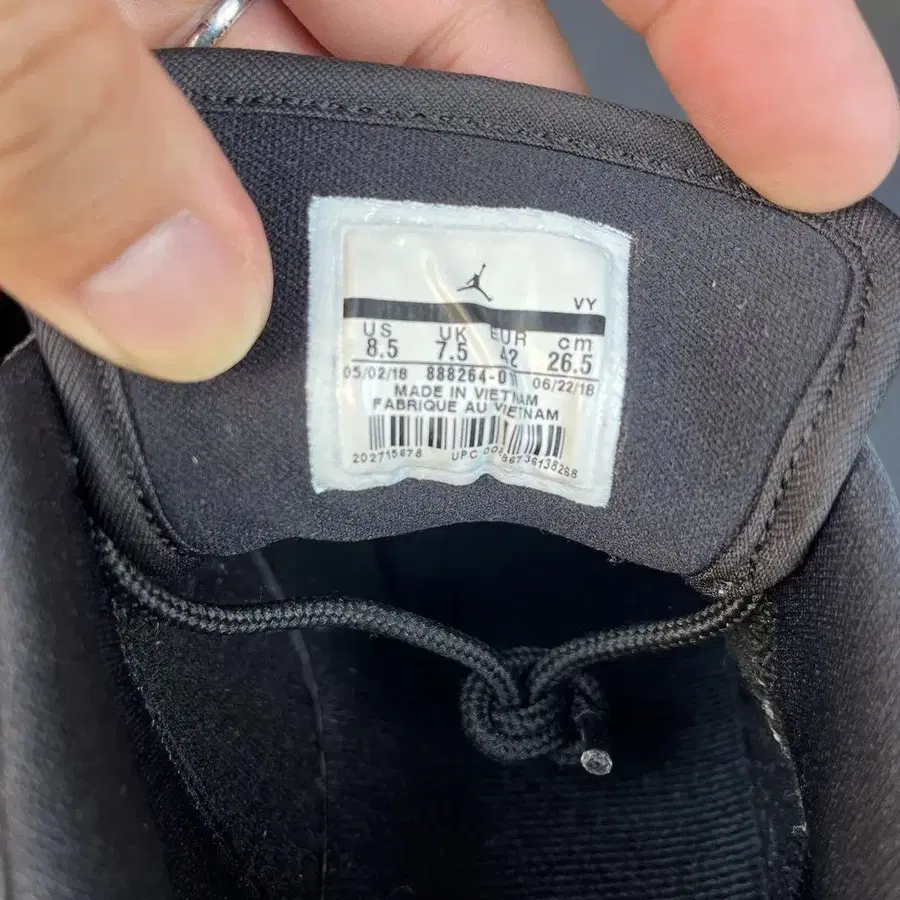 VY
US UK EUR cm
8.5 7.5 42 26.5
05/02/18 888264-0 06/22/18
MADE IN VIETNAM
FABRIQUE AU VIETNAM
202715678 UPC